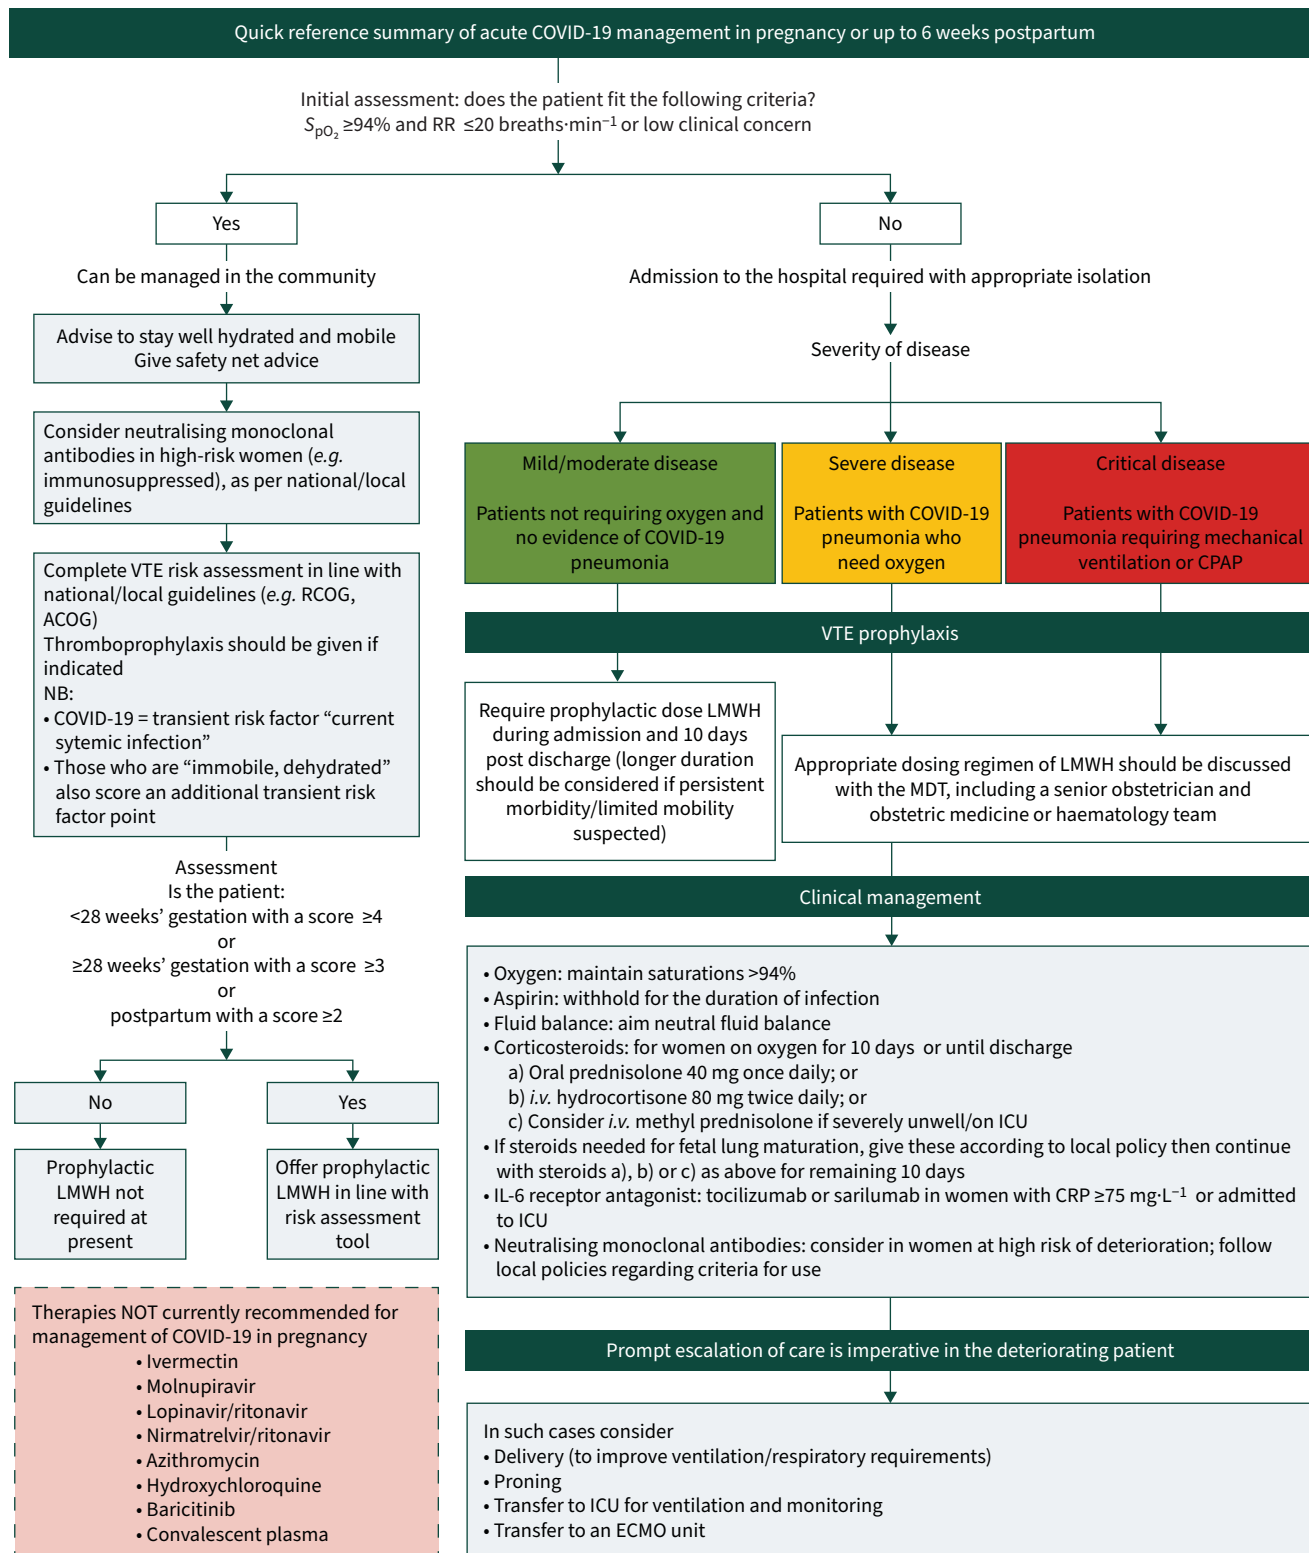 Quick reference summary of acute COVID-19 management in pregnancy or up to 6 weeks postpartum
Initial assessment: does the patient fit the following criteria?
SpO₂ ≥94% and RR ≤20 breaths·min⁻¹ or low clinical concern
Yes
Can be managed in the community
Advise to stay well hydrated and mobile
Give safety net advice
Consider neutralising monoclonal
antibodies in high-risk women (e.g.
immunosuppressed), as per national/local
guidelines
Complete VTE risk assessment in line with
national/local guidelines (e.g. RCOG,
ACOG)
Thromboprophylaxis should be given if
indicated
NB:
• COVID-19 = transient risk factor “current
sytemic infection”
• Those who are “immobile, dehydrated”
also score an additional transient risk
factor point
Assessment
Is the patient:
<28 weeks’ gestation with a score ≥4
or
≥28 weeks’ gestation with a score ≥3
or
postpartum with a score ≥2
No
Yes
Prophylactic
LMWH not
required at
present
Offer prophylactic
LMWH in line with
risk assessment
tool
Therapies NOT currently recommended for
management of COVID-19 in pregnancy
• Ivermectin
• Molnupiravir
• Lopinavir/ritonavir
• Nirmatrelvir/ritonavir
• Azithromycin
• Hydroxychloroquine
• Baricitinib
• Convalescent plasma
No
Admission to the hospital required with appropriate isolation
Severity of disease
Mild/moderate disease
Patients not requiring oxygen and
no evidence of COVID-19
pneumonia
Severe disease
Patients with COVID-19
pneumonia who
need oxygen
Critical disease
Patients with COVID-19
pneumonia requiring mechanical
ventilation or CPAP
VTE prophylaxis
Require prophylactic dose LMWH
during admission and 10 days
post discharge (longer duration
should be considered if persistent
morbidity/limited mobility
suspected)
Appropriate dosing regimen of LMWH should be discussed
with the MDT, including a senior obstetrician and
obstetric medicine or haematology team
Clinical management
• Oxygen: maintain saturations >94%
• Aspirin: withhold for the duration of infection
• Fluid balance: aim neutral fluid balance
• Corticosteroids: for women on oxygen for 10 days or until discharge
a) Oral prednisolone 40 mg once daily; or
b) i.v. hydrocortisone 80 mg twice daily; or
c) Consider i.v. methyl prednisolone if severely unwell/on ICU
• If steroids needed for fetal lung maturation, give these according to local policy then continue
with steroids a), b) or c) as above for remaining 10 days
• IL-6 receptor antagonist: tocilizumab or sarilumab in women with CRP ≥75 mg·L⁻¹ or admitted
to ICU
• Neutralising monoclonal antibodies: consider in women at high risk of deterioration; follow
local policies regarding criteria for use
Prompt escalation of care is imperative in the deteriorating patient
In such cases consider
• Delivery (to improve ventilation/respiratory requirements)
• Proning
• Transfer to ICU for ventilation and monitoring
• Transfer to an ECMO unit